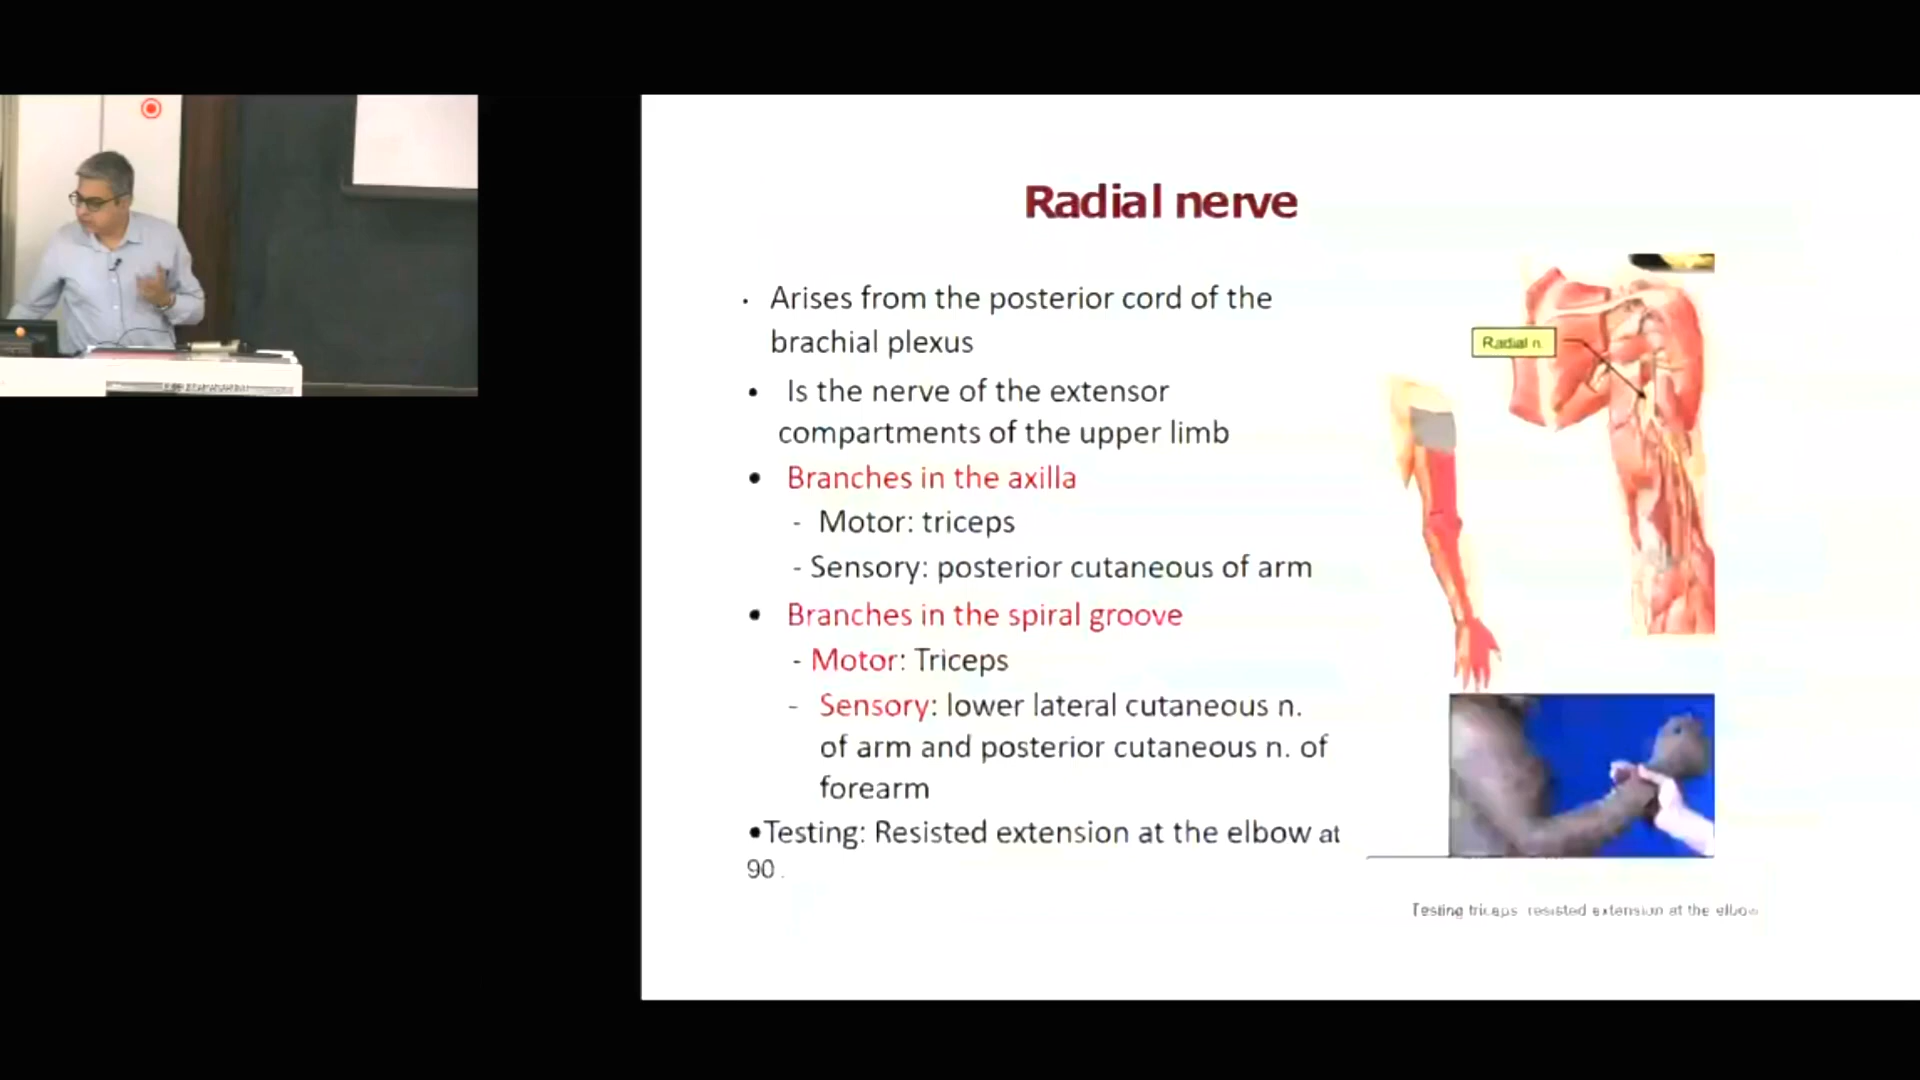 Radial nerve
· Arises from the posterior cord of the
brachial plexus
• Is the nerve of the extensor
compartments of the upper limb
• Branches in the axilla
- Motor: triceps
- Sensory: posterior cutaneous of arm
• Branches in the spiral groove
- Motor: Triceps
- Sensory: lower lateral cutaneous n.
of arm and posterior cutaneous n. of
forearm
•Testing: Resisted extension at the elbow at
90 .
Radial n
Testing triceps resisted extension at the elbow